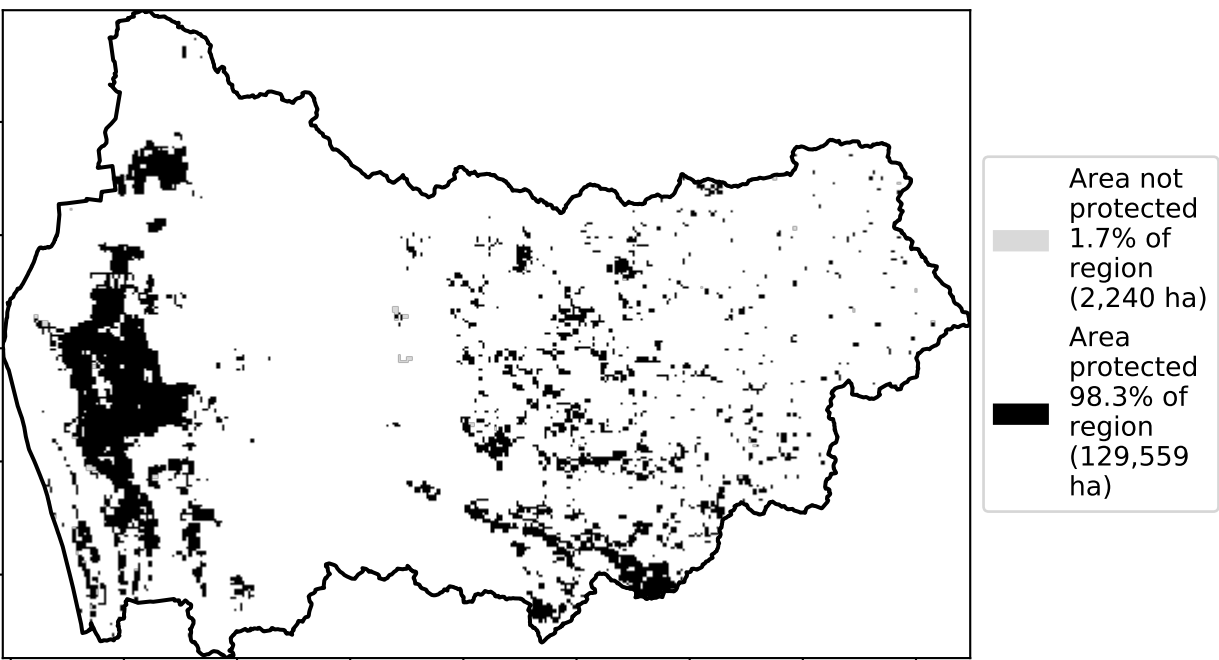 Area not
protected
1.7% of
region
(2,240 ha)
Area
protected
98.3% of
region
(129,559
ha)